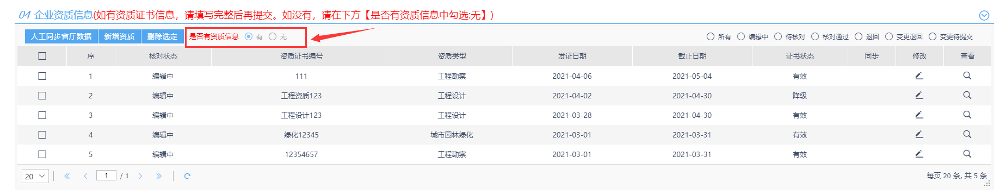 04 企业资质信息(如有资质证书信息，请填写完整后再提交。如没有，请在下方【是否有资质信息中勾选:无】)
人工同步省厅数据 新增资质 删除选定 是否有资质信息 有 无 所有 编辑中 待核对 核对通过 退回 变更退回 变更待提交
序 核对状态 资质证书编号 资质类型 发证日期 截止日期 证书状态 同步 修改 查看
1 编辑中 111 工程勘察 2021-04-06 2021-05-04 有效
2 编辑中 工程资质123 工程设计 2021-04-02 2021-04-30 降级
3 编辑中 工程设计123 工程设计 2021-03-28 2021-04-30 有效
4 编辑中 绿化12345 城市园林绿化 2021-03-01 2021-03-31 有效
5 编辑中 12354657 工程勘察 2021-03-01 2021-03-31 有效
20 1 / 1 每页 20 条, 共 5 条